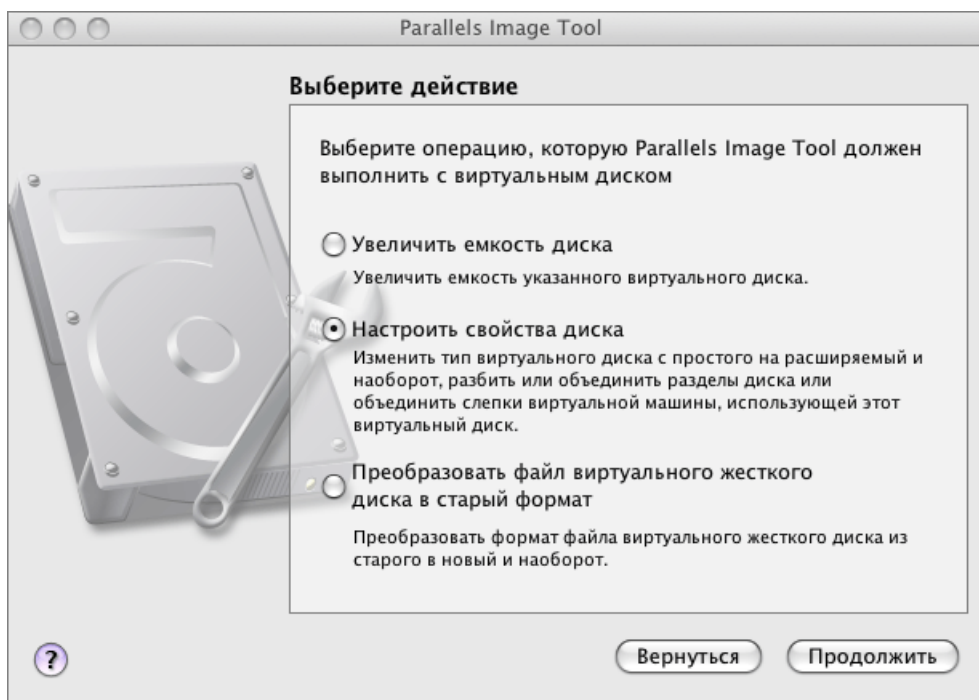 Parallels Image Tool
Выберите действие
Выберите операцию, которую Parallels Image Tool должен
выполнить с виртуальным диском
Увеличить емкость диска
Увеличить емкость указанного виртуального диска.
Настроить свойства диска
Изменить тип виртуального диска с простого на расширяемый и
наоборот, разбить или объединить разделы диска или
объединить слепки виртуальной машины, использующей этот
виртуальный диск.
Преобразовать файл виртуального жесткого
диска в старый формат
Преобразовать формат файла виртуального жесткого диска из
старого в новый и наоборот.
?
Вернуться
Продолжить